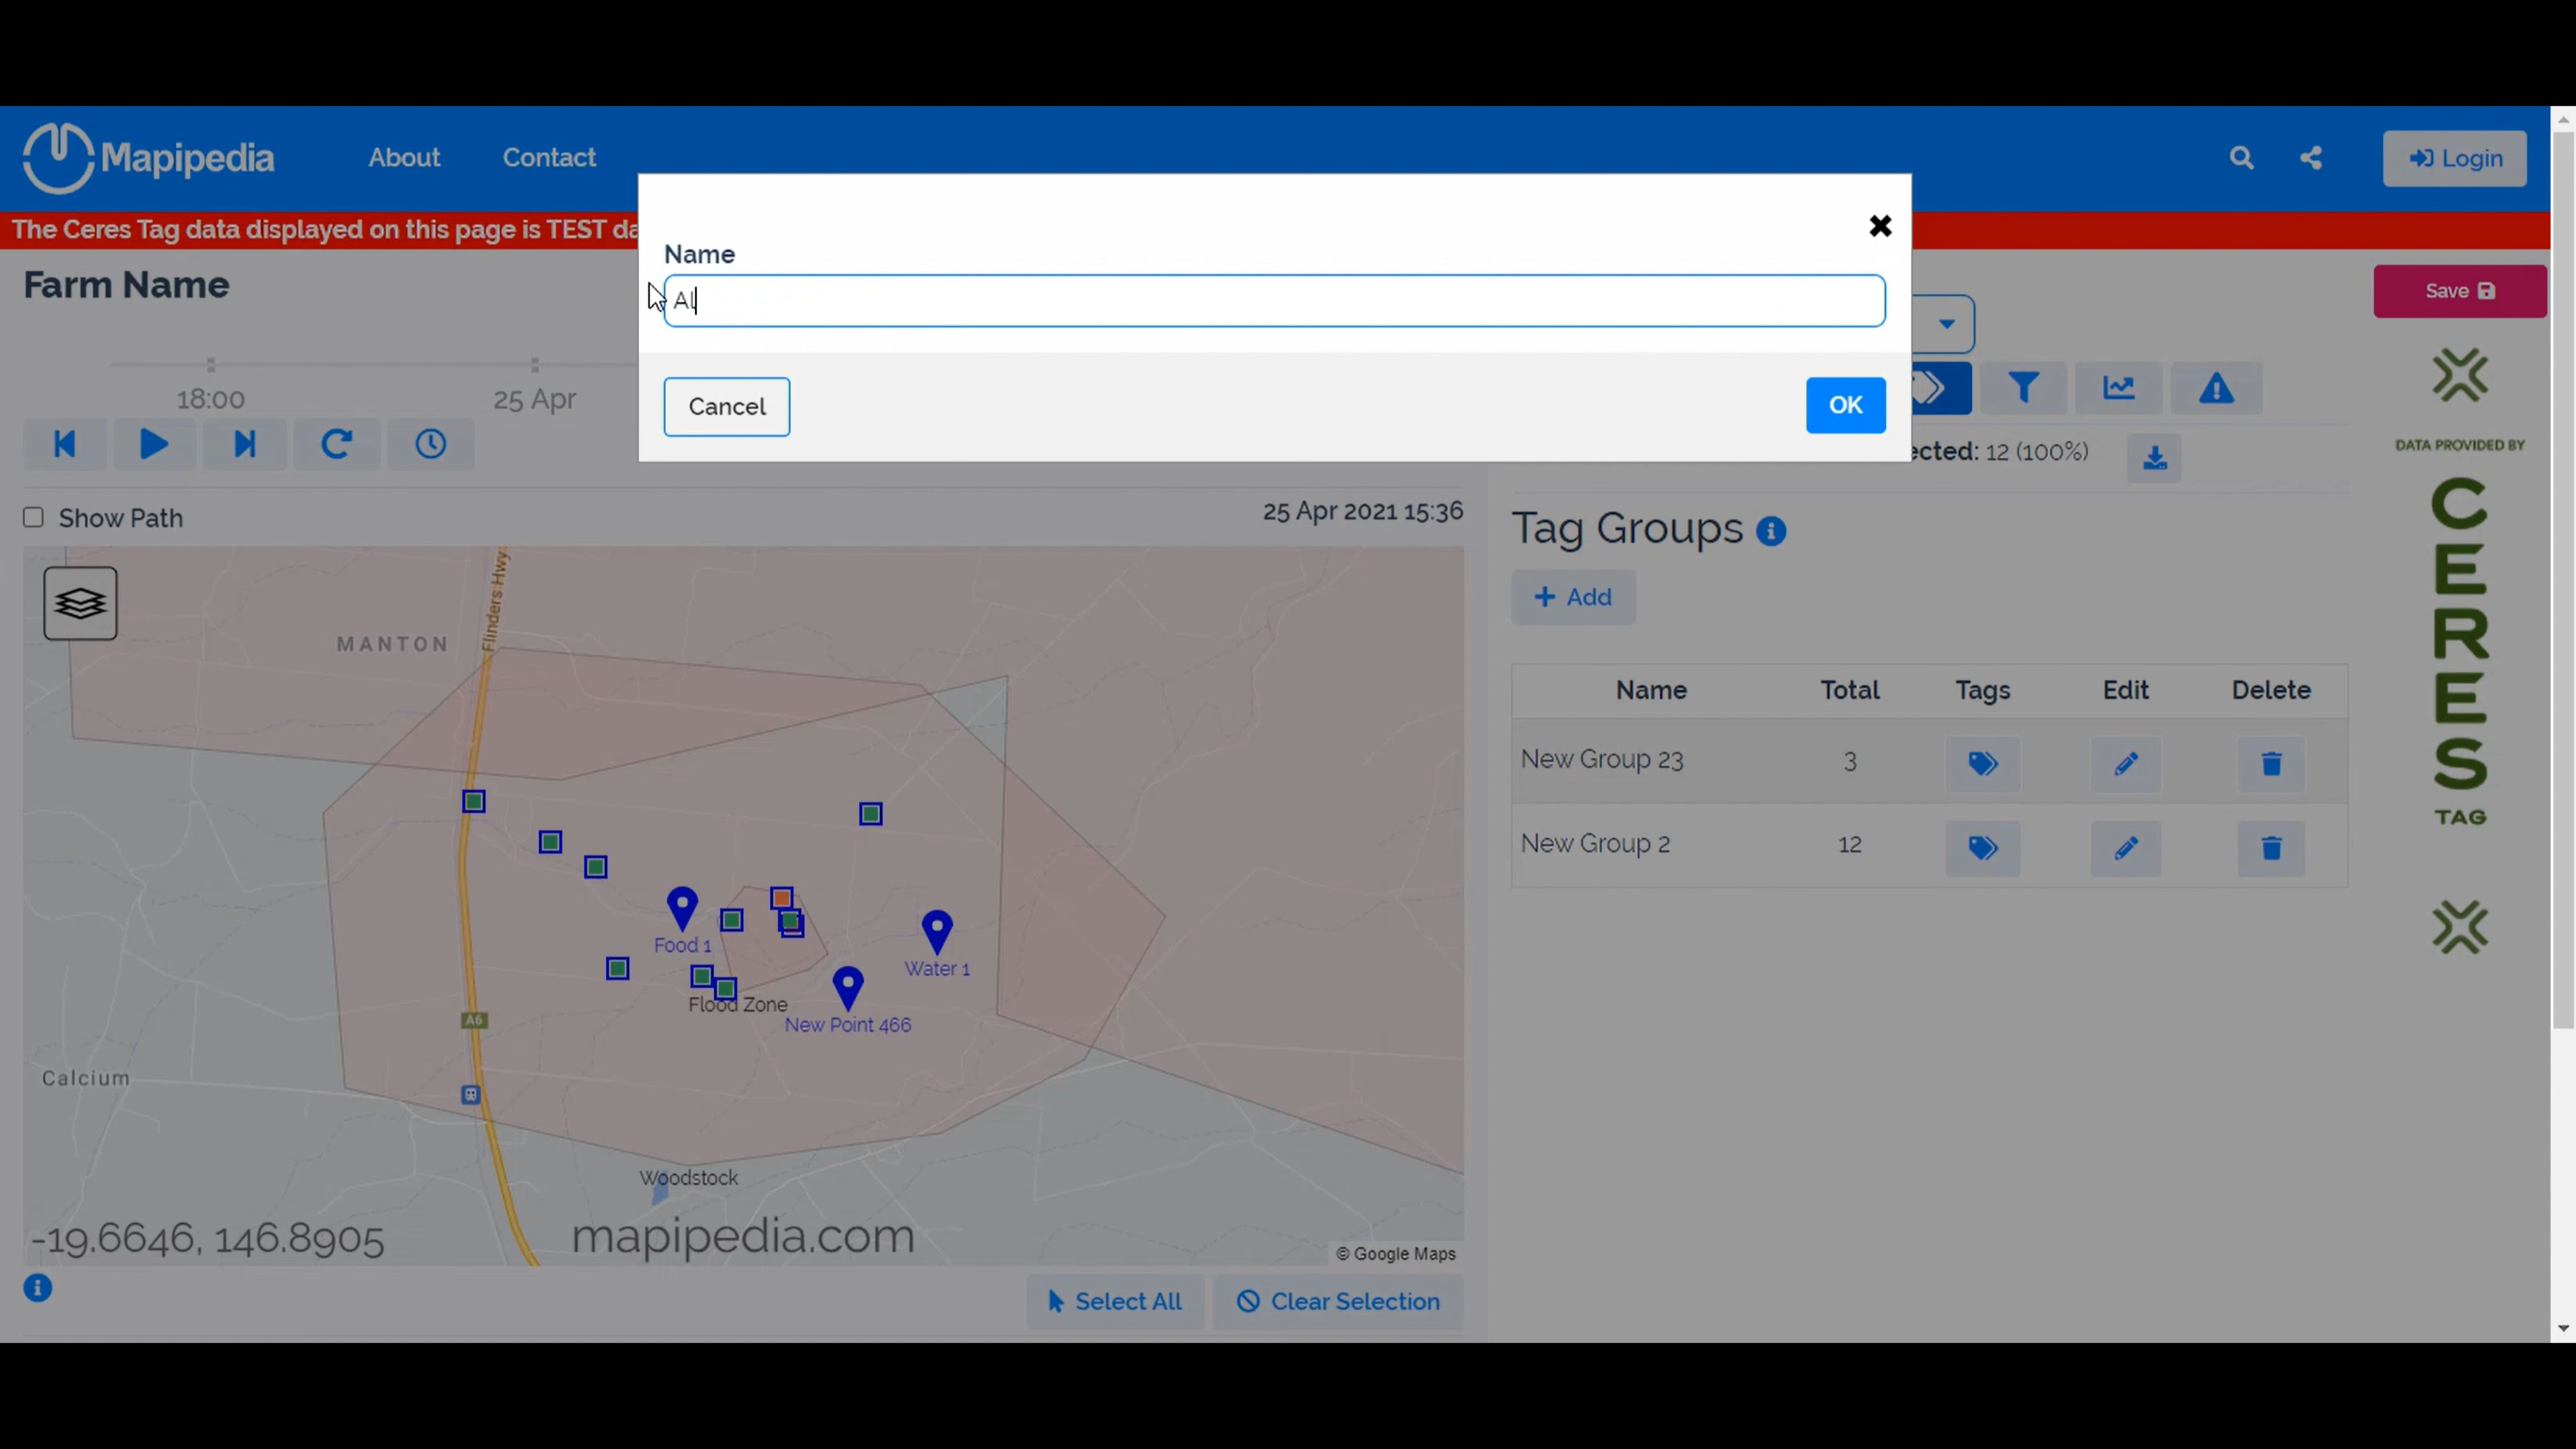 Mapipedia
About
Contact
Login
The Ceres Tag data displayed on this page is TEST da
Name
Al
Cancel
OK
Farm Name
18:00
25 Apr
Save
ected: 12 (100%)
Show Path
25 Apr 2021 15:36
Tag Groups
Add
Name Total Tags Edit Delete
New Group 23 3
New Group 2 12
DATA PROVIDED BY
CERES
TAG
MANTON
Flinders Hwy
Food 1
Water 1
Flood Zone
New Point 466
A6
Calcium
Woodstock
-19.6646, 146.8905
mapipedia.com
© Google Maps
Select All
Clear Selection